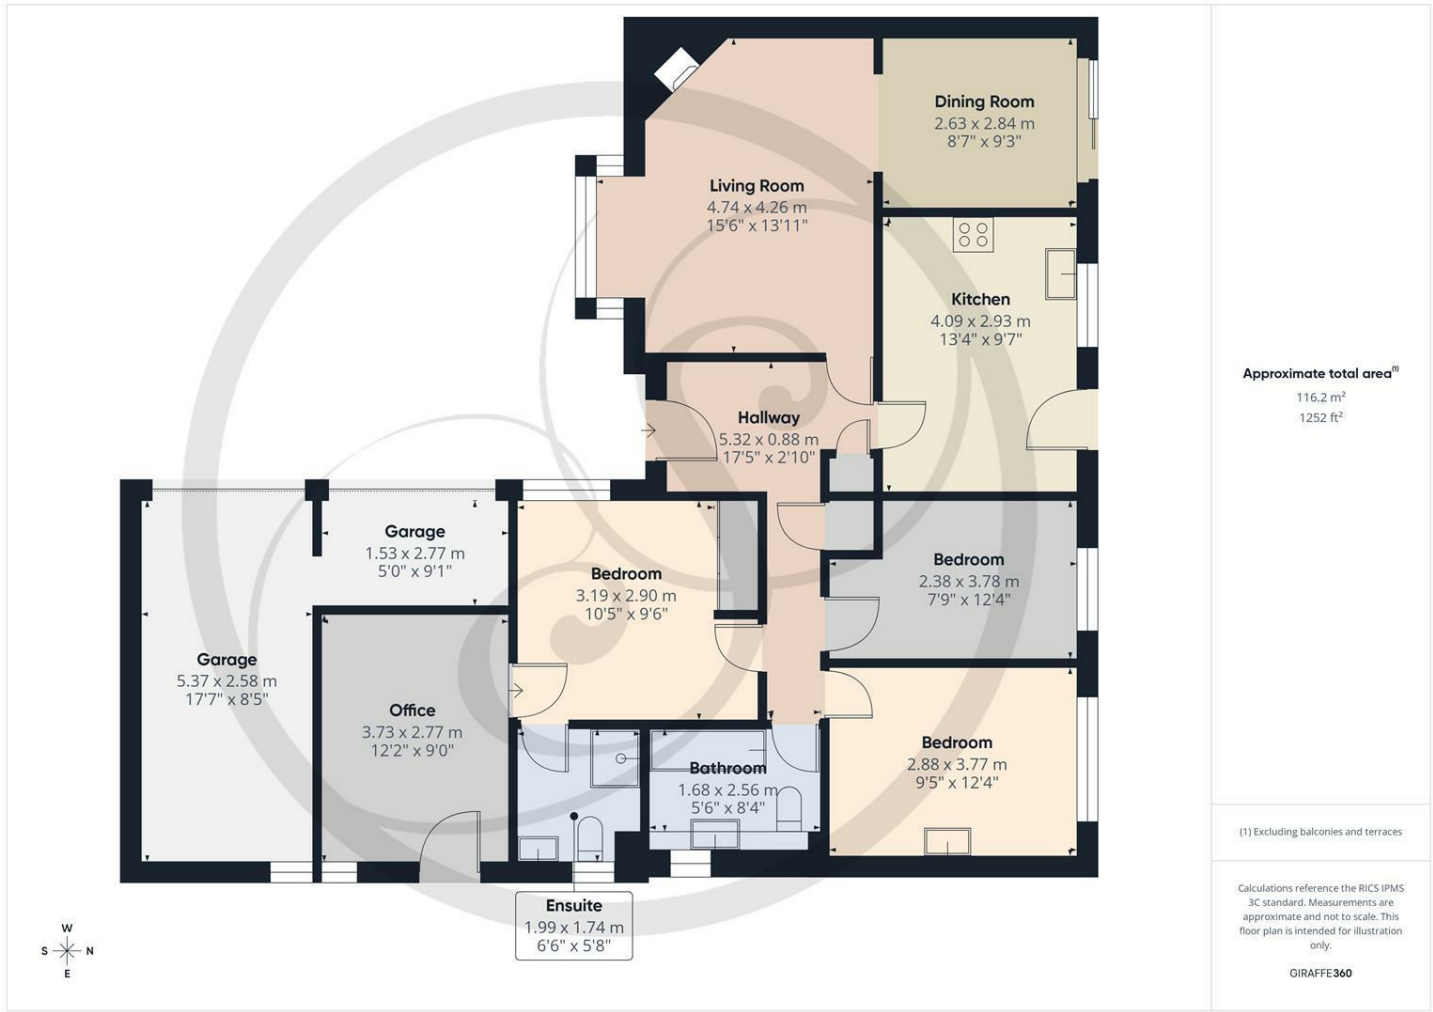 Dining Room
2.63 x 2.84 m
8'7" x 9'3"
Living Room
4.74 x 4.26 m
15'6" x 13'11"
Kitchen
4.09 x 2.93 m
13'4" x 9'7"
Hallway
5.32 x 0.88 m
17'5" x 2'10"
Garage
1.53 x 2.77 m
5'0" x 9'1"
Bedroom
3.19 x 2.90 m
10'5" x 9'6"
Bedroom
2.38 x 3.78 m
7'9" x 12'4"
Garage
5.37 x 2.58 m
17'7" x 8'5"
Office
3.73 x 2.77 m
12'2" x 9'0"
Bathroom
1.68 x 2.56 m
5'6" x 8'4"
Bedroom
2.88 x 3.77 m
9'5" x 12'4"
Ensuite
1.99 x 1.74 m
6'6" x 5'8"
W
S N
E
Approximate total area(1)
116.2 m²
1252 ft²
(1) Excluding balconies and terraces
Calculations reference the RICS IPMS
3C standard. Measurements are
approximate and not to scale. This
floor plan is intended for illustration
only.
GIRAFFE360